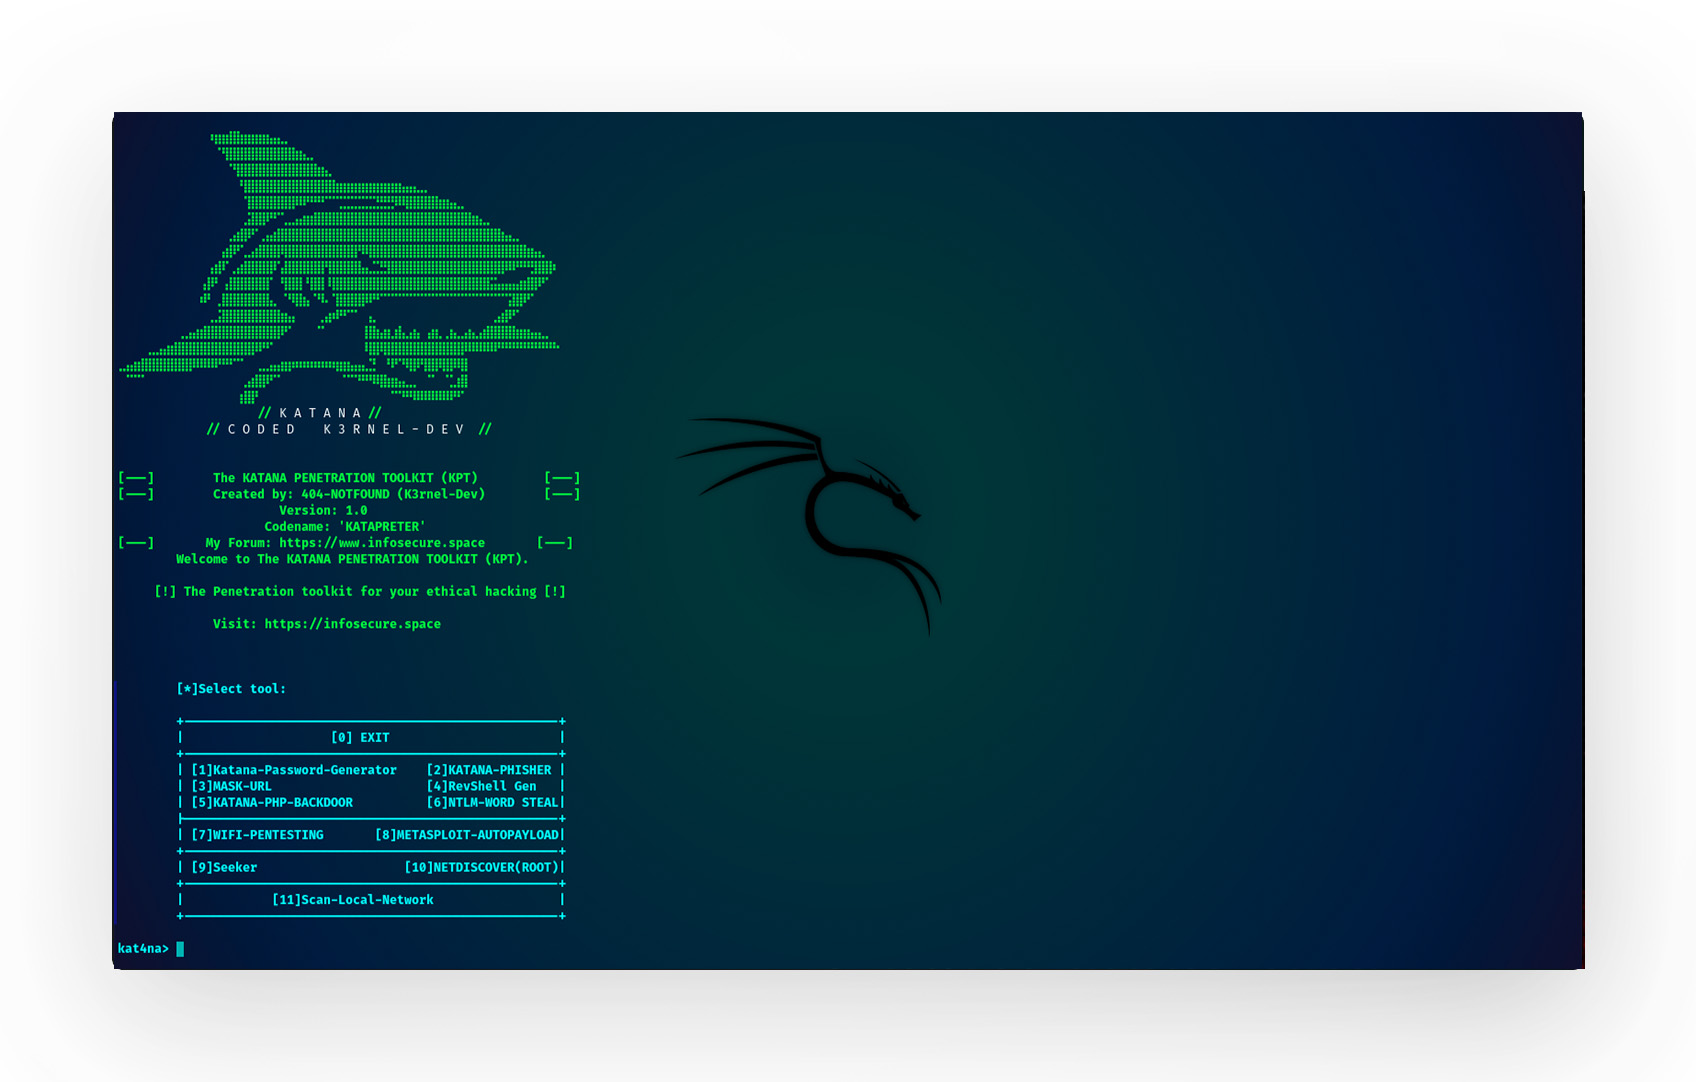 // K A T A N A //
// C O D E D   K 3 R N E L - D E V //
[---] The KATANA PENETRATION TOOLKIT (KPT) [---]
[---] Created by: 404-NOTFOUND (K3rnel-Dev) [---]
Version: 1.0
Codename: 'KATAPRETER'
[---] My Forum: https://www.infosecure.space [---]
Welcome to The KATANA PENETRATION TOOLKIT (KPT).
[!] The Penetration toolkit for your ethical hacking [!]
Visit: https://infosecure.space
[*]Select tool:
[0] EXIT
[1]Katana-Password-Generator [2]KATANA-PHISHER
[3]MASK-URL [4]RevShell Gen
[5]KATANA-PHP-BACKDOOR [6]NTLM-WORD STEAL
[7]WIFI-PENTESTING [8]METASPLOIT-AUTOPAYLOAD
[9]Seeker [10]NETDISCOVER(ROOT)
[11]Scan-Local-Network
kat4na>